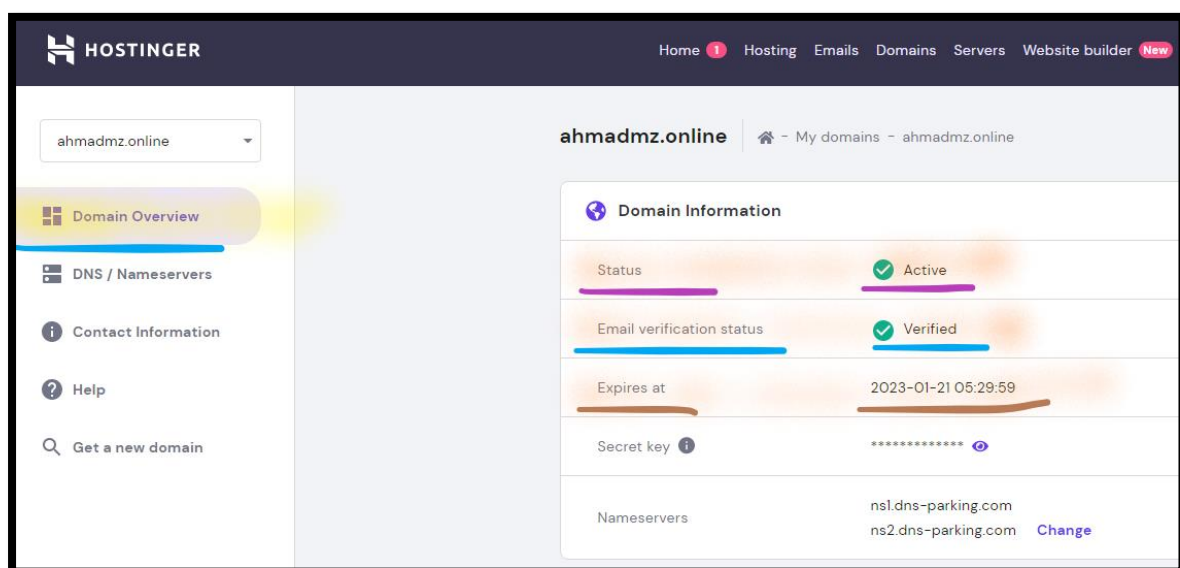 HOSTINGER
Home 1 Hosting Emails Domains Servers Website builder New
ahmadmz.online
ahmadmz.online - My domains - ahmadmz.online
Domain Overview
DNS / Nameservers
Contact Information
Help
Get a new domain
Domain Information
Status Active
Email verification status Verified
Expires at 2023-01-21 05:29:59
Secret key *************
Nameservers ns1.dns-parking.com
ns2.dns-parking.com Change